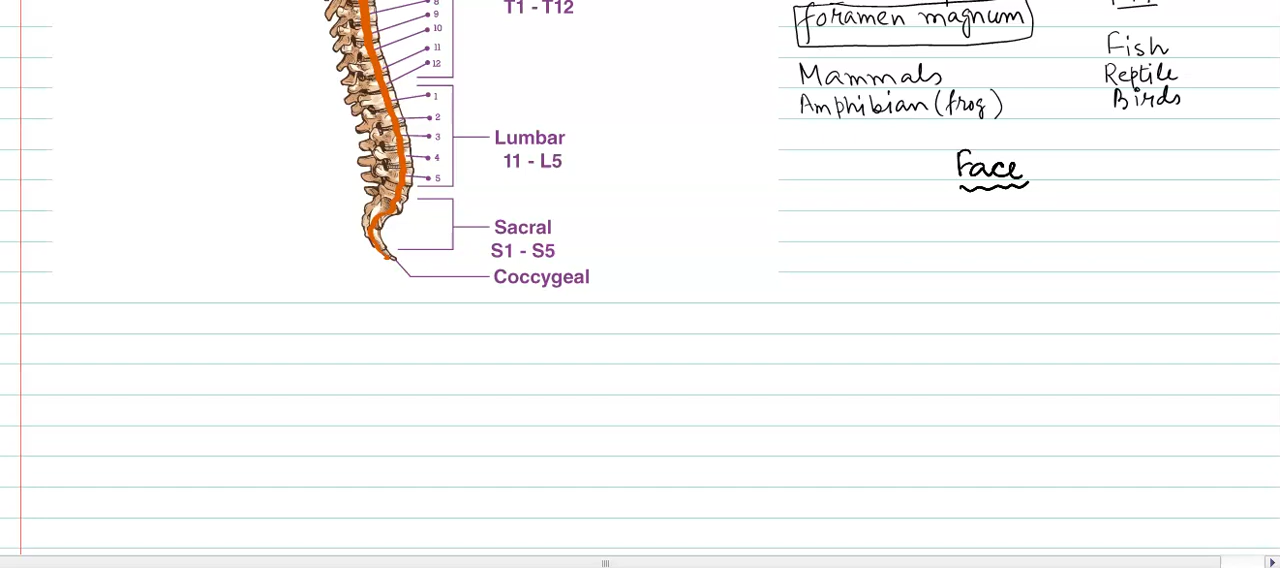 8
9
10
11
12
T1 - T12
1
2
3
4
5
Lumbar
11 - L5
Sacral
S1 - S5
Coccygeal
foramen magnum
Mammals
Amphibian (frog)
Fish
Reptile
Birds
Face